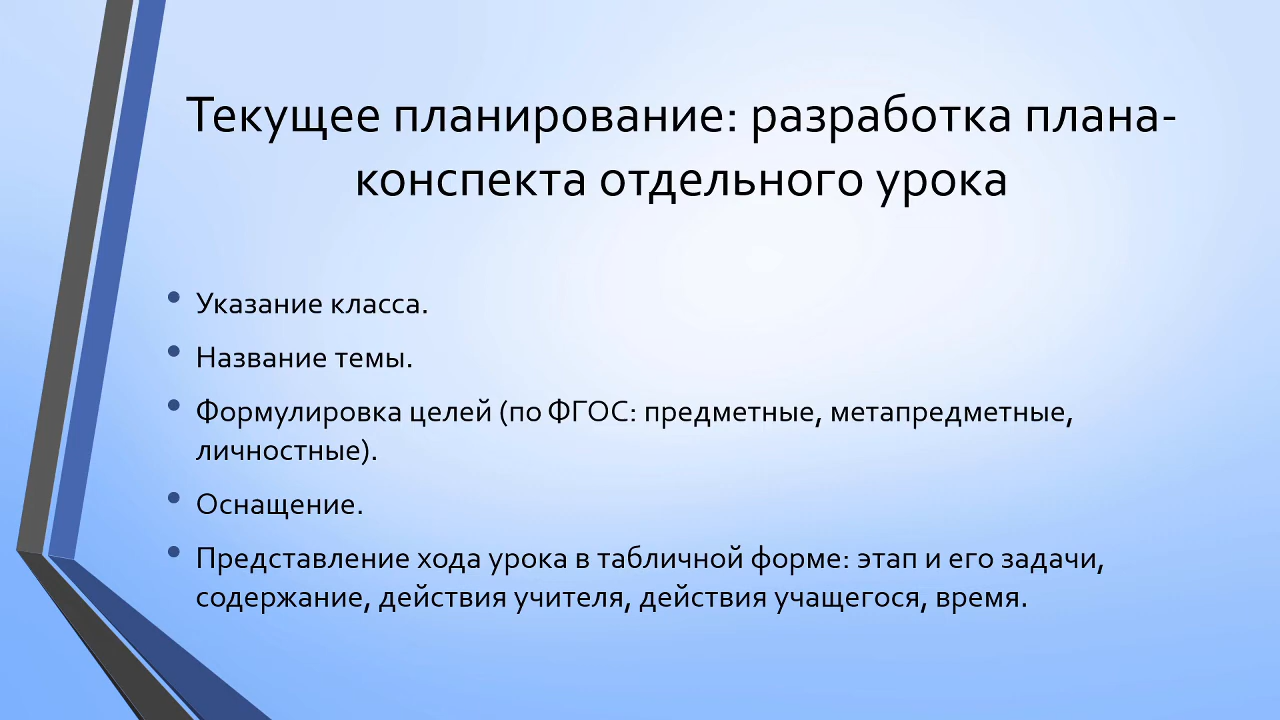 Текущее планирование: разработка плана-
конспекта отдельного урока
• Указание класса.
• Название темы.
• Формулировка целей (по ФГОС: предметные, метапредметные,
личностные).
• Оснащение.
• Представление хода урока в табличной форме: этап и его задачи,
содержание, действия учителя, действия учащегося, время.